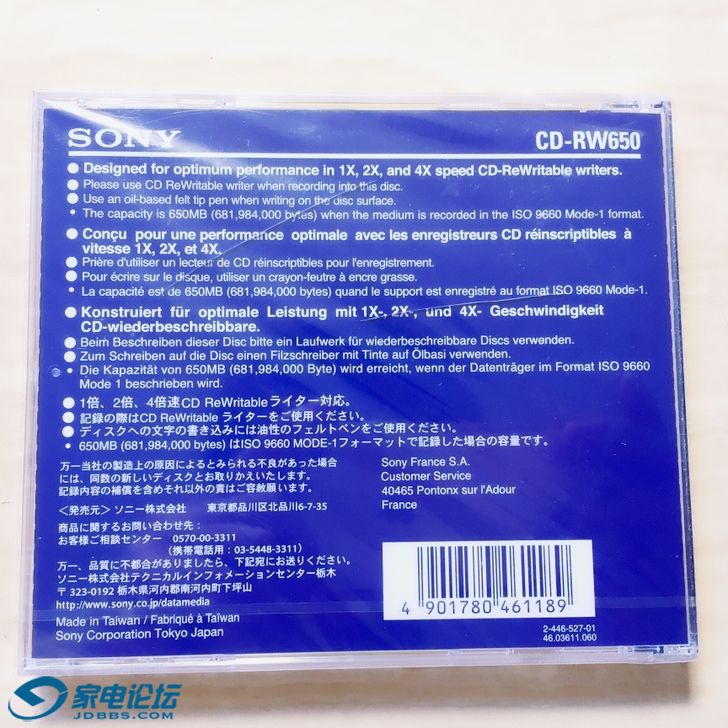 SONY
CD-RW650
● Designed for optimum performance in 1X, 2X, and 4X speed CD-ReWritable writers.
● Please use CD ReWritable writer when recording into this disc.
● Use an oil-based felt tip pen when writing on the disc surface.
• The capacity is 650MB (681,984,000 bytes) when the medium is recorded in the ISO 9660 Mode-1 format.
● Conçu pour une performance optimale avec les enregistreurs CD réinscriptibles à
vitesse 1X, 2X, et 4X.
● Prière d'utiliser un lecteur de CD réinscriptibles pour l'enregistrement.
● Pour écrire sur le disque, utiliser un crayon-feutre à encre grasse.
• La capacité est de 650MB (681,984,000 bytes) quand le support est enregistré au format ISO 9660 Mode-1.
● Konstruiert für optimale Leistung mit 1X-, 2X-, und 4X- Geschwindigkeit
CD-wiederbeschreibbare.
● Beim Beschreiben dieser Disc bitte ein Laufwerk für wiederbeschreibbare Discs verwenden.
● Zum Schreiben auf die Disc einen Filzschreiber mit Tinte auf Ölbasi verwenden.
• Die Kapazität von 650MB (681,984,000 Byte) wird erreicht, wenn der Datenträger im Format ISO 9660
Mode 1 beschrieben wird.
● 1倍、2倍、4倍速CD ReWritableライター対応。
● 記録の際はCD ReWritable ライターをご使用ください。
● ディスクへの文字の書き込みには油性のフェルトペンをご使用ください。
• 650MB (681,984,000 bytes) はISO 9660 MODE-1フォーマットで記録した場合の容量です。
万一当社の製造上の原因によるとみられる不良があった場合
には、同数の新しいディスクとお取りかえいたします。
記録内容の補償を含めそれ以外の責はご容赦願います。
<発売元> ソニー株式会社 東京都品川区北品川6-7-35
商品に関するお問い合わせ先：
お客様ご相談センター 0570-00-3311
(携帯電話用：03-5448-3311)
万一、品質に不都合がありましたら、下記宛にお送りください。
ソニー株式会社テクニカルインフォメーションセンター栃木
〒323-0192 栃木県河内郡南河内町下坪山
http://www.sony.co.jp/datamedia
Made in Taiwan / Fabriqué à Taïwan
Sony Corporation Tokyo Japan
Sony France S.A.
Customer Service
40465 Pontonx sur l'Adour
France
4 901780 461189
2-446-527-01
46.03611.060
家电论坛
JDBBS.COM